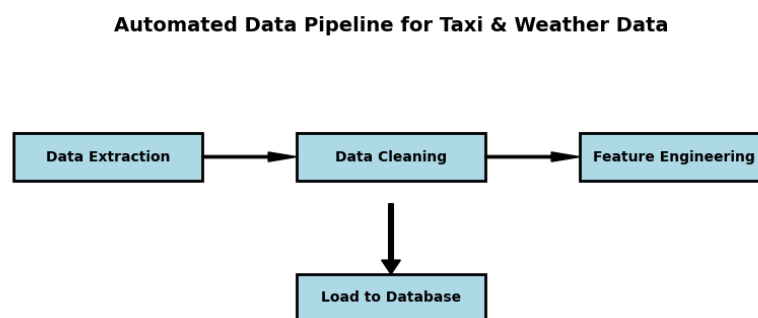 Automated Data Pipeline for Taxi & Weather Data
Data Extraction
Data Cleaning
Feature Engineering
Load to Database